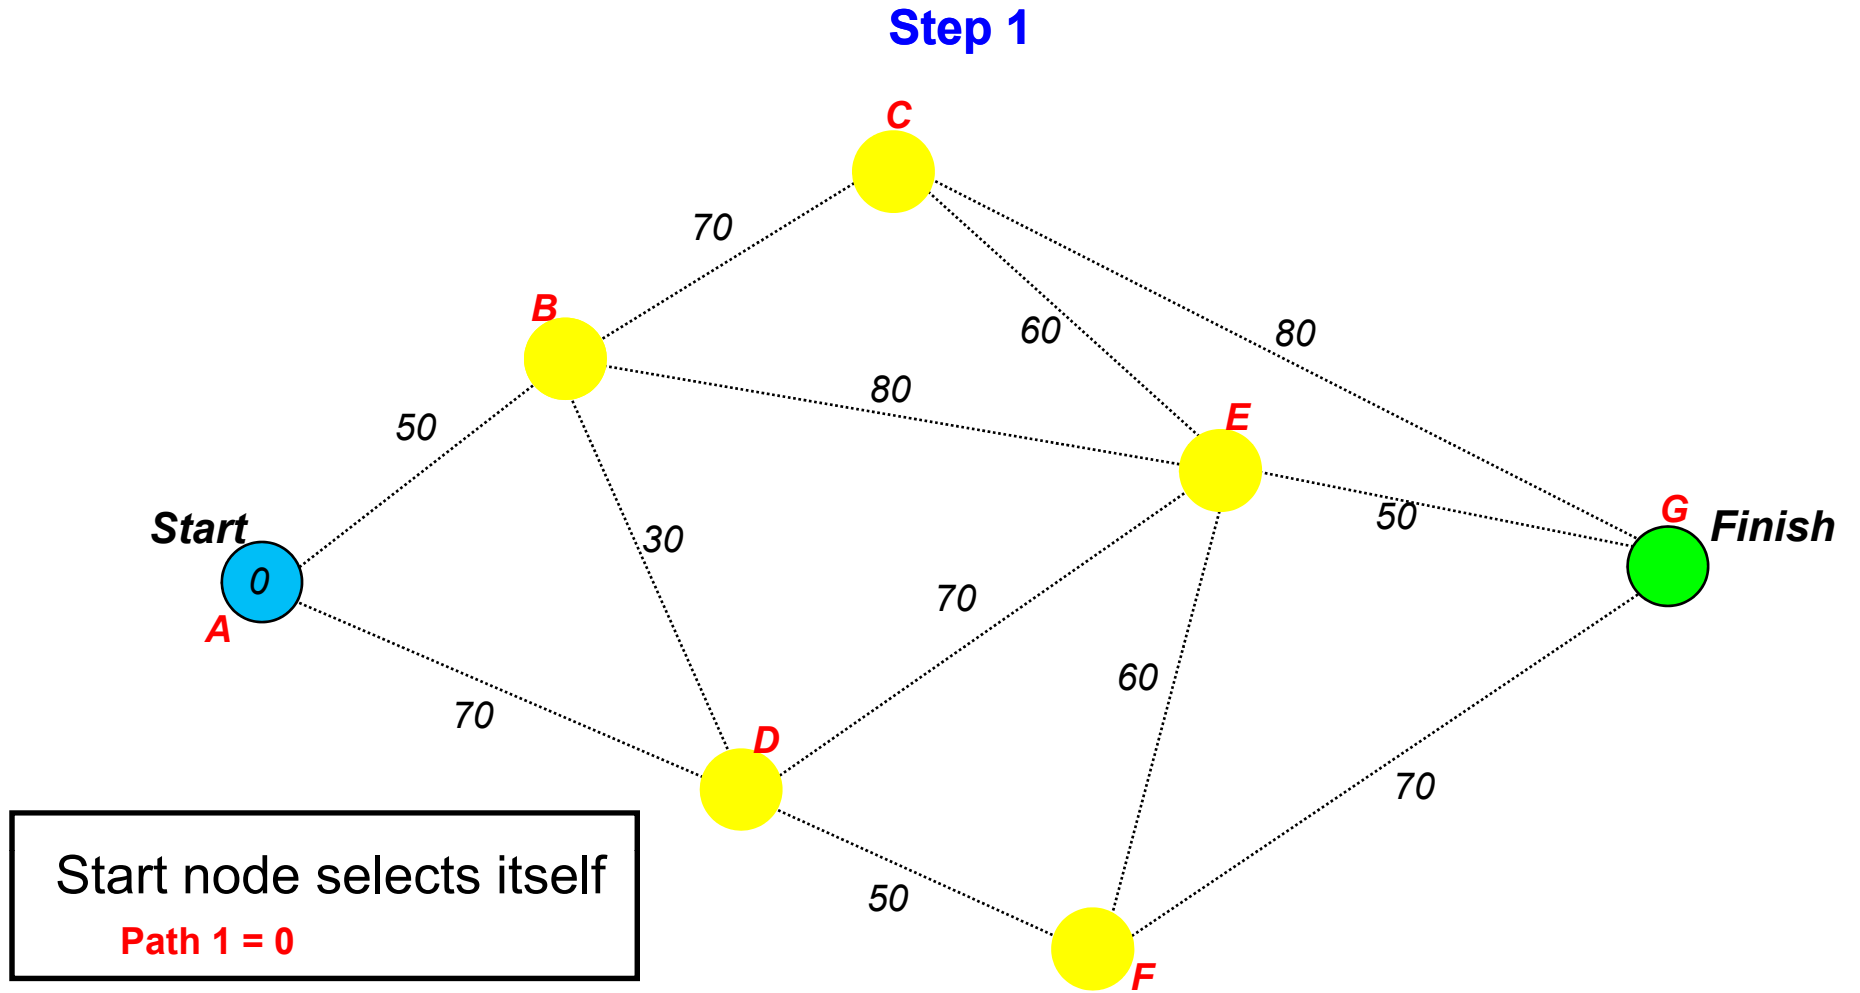 Step 1
C
70
B
60
80
80
E
50
Start
G
Finish
50
30
0
A
70
60
70
D
70
Start node selects itself
50
Path 1 = 0
F